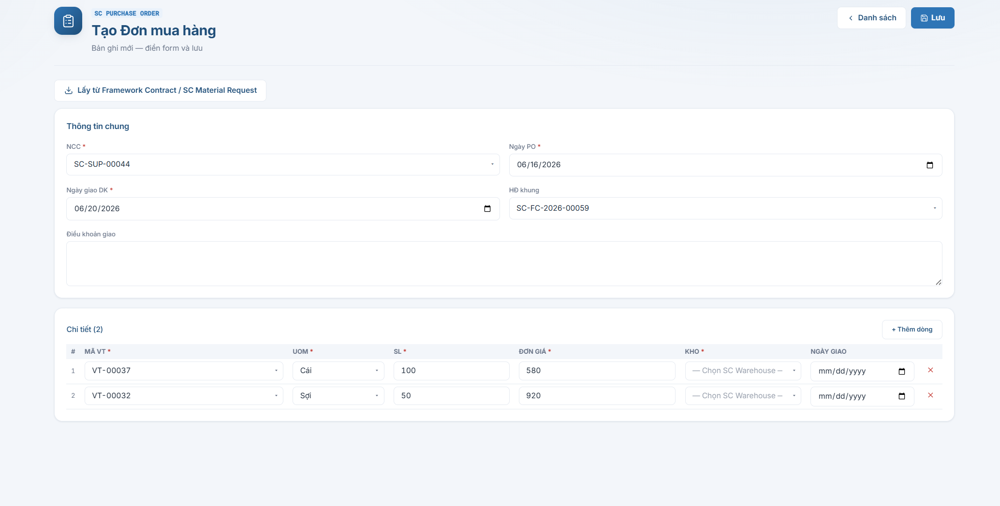 SC PURCHASE ORDER
Tạo Đơn mua hàng
Bản ghi mới — điền form và lưu
Danh sách
Lưu
Lấy từ Framework Contract / SC Material Request
Thông tin chung
NCC *
Ngày PO *
SC-SUP-00044
06/16/2026
Ngày giao DK *
HĐ khung
06/20/2026
SC-FC-2026-00059
Điều khoản giao
Chi tiết (2)
+ Thêm dòng
# MÃ VT * UOM * SL * ĐƠN GIÁ * KHO * NGÀY GIAO
1 VT-00037 Cái 100 580 — Chọn SC Warehouse — mm/dd/yyyy
2 VT-00032 Sợi 50 920 — Chọn SC Warehouse — mm/dd/yyyy